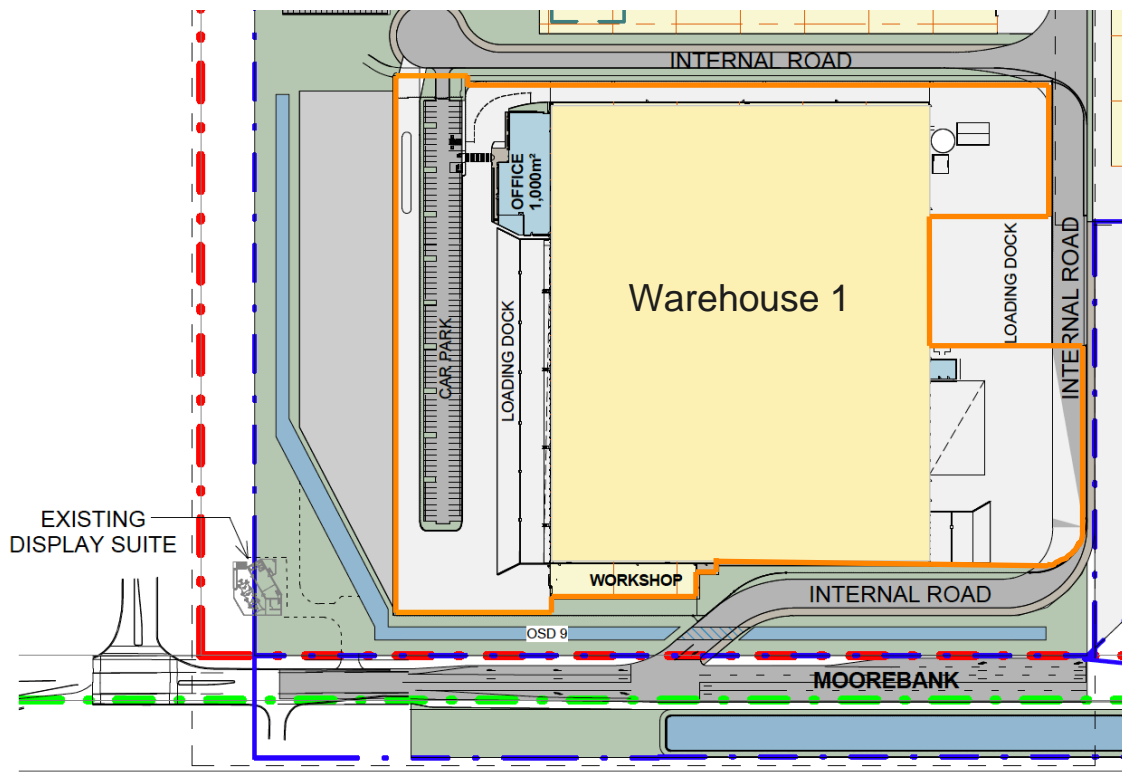 INTERNAL ROAD
OFFICE
1,000m²
Warehouse 1
LOADING DOCK
INTERNAL ROAD
CAR PARK
LOADING DOCK
EXISTING
DISPLAY SUITE
WORKSHOP
INTERNAL ROAD
OSD 9
MOOREBANK